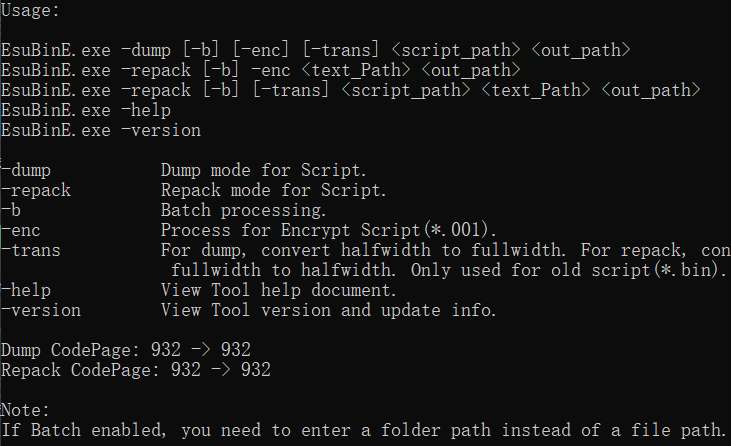 Usage:
EsuBinE.exe -dump [-b] [-enc] [-trans] <script_path> <out_path>
EsuBinE.exe -repack [-b] -enc <text_Path> <out_path>
EsuBinE.exe -repack [-b] [-trans] <script_path> <text_Path> <out_path>
EsuBinE.exe -help
EsuBinE.exe -version
-dump Dump mode for Script.
-repack Repack mode for Script.
-b Batch processing.
-enc Process for Encrypt Script(*.001).
-trans For dump, convert halfwidth to fullwidth. For repack, con
fullwidth to halfwidth. Only used for old script(*.bin).
-help View Tool help document.
-version View Tool version and update info.
Dump CodePage: 932 -> 932
Repack CodePage: 932 -> 932
Note:
If Batch enabled, you need to enter a folder path instead of a file path.